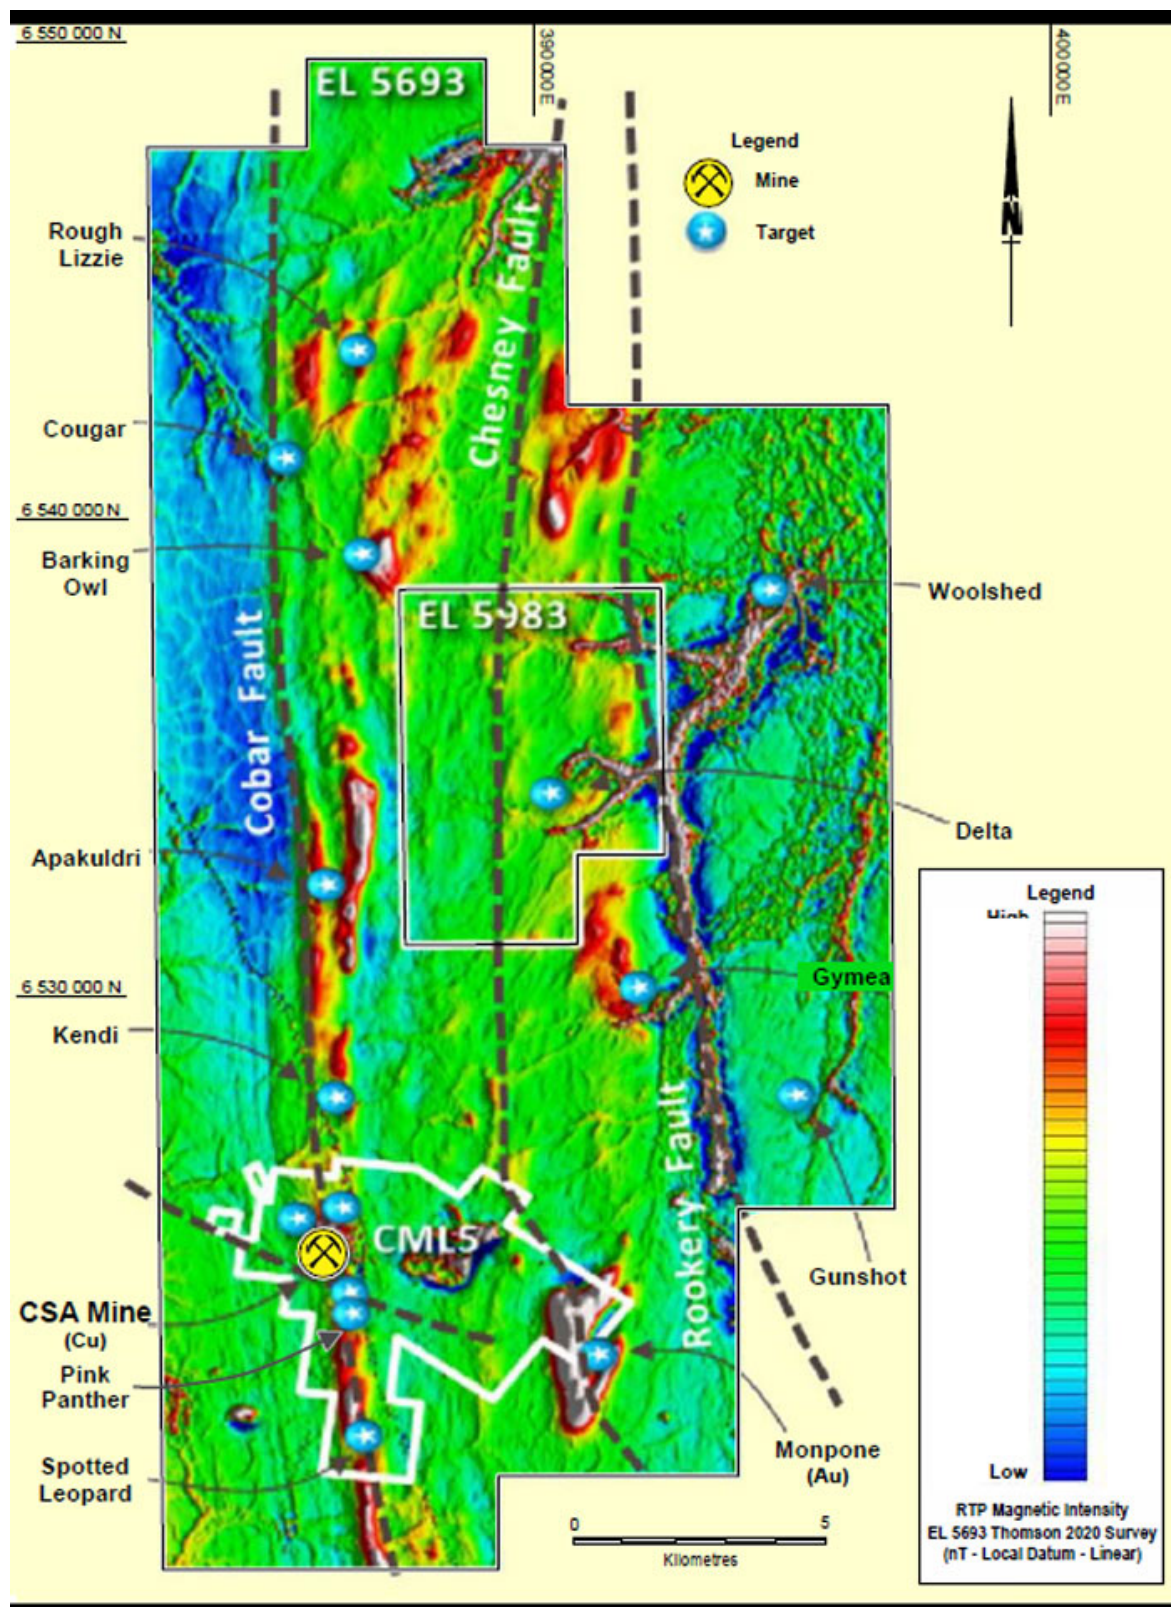 6 550 000 N
390 000 E
400 000 E
EL 5693
Legend
Mine
Target
N
Rough
Lizzie
Chesney Fault
Cougar
6 540 000 N
Barking
Owl
EL 5983
Woolshed
Cobar Fault
Delta
Apakuldri
Legend
High
Gymea
6 530 000 N
Kendi
Rookery Fault
CML5
Gunshot
CSA Mine
(Cu)
Pink
Panther
Monpone
(Au)
Spotted
Leopard
Low
0 5
Kilometres
RTP Magnetic Intensity
EL 5693 Thomson 2020 Survey
(nT - Local Datum - Linear)